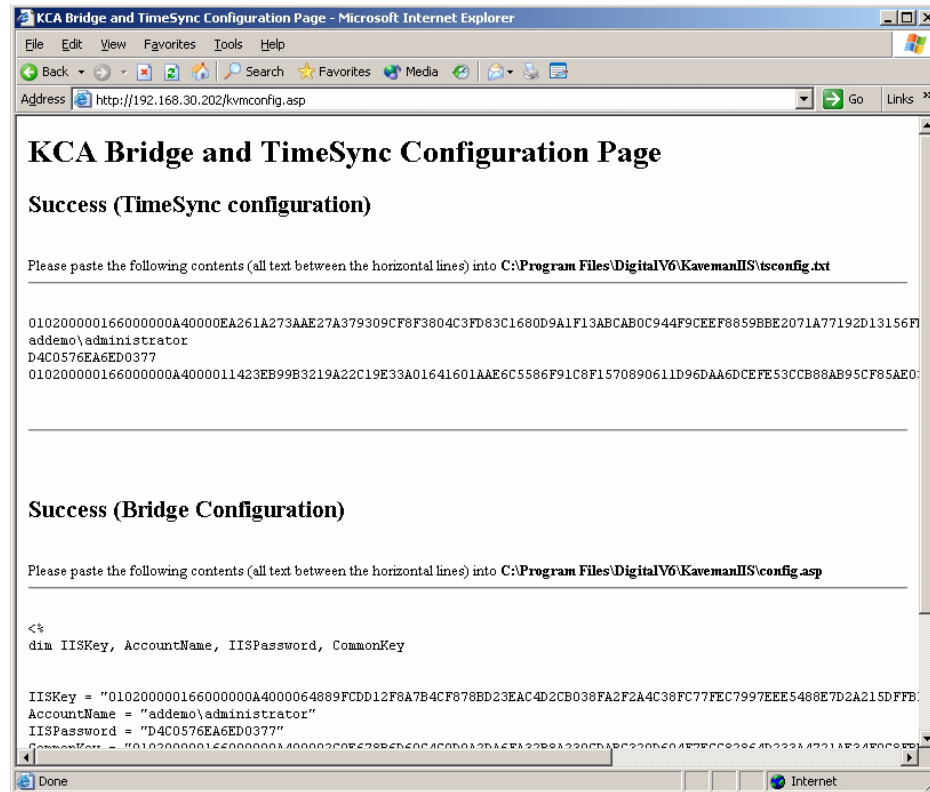 KCA Bridge and TimeSync Configuration Page - Microsoft Internet Explorer
File Edit View Favorites Tools Help
Back Search Favorites Media
Address http://192.168.30.202/kvmconfig.asp Go Links »
KCA Bridge and TimeSync Configuration Page
Success (TimeSync configuration)
Please paste the following contents (all text between the horizontal lines) into C:\Program Files\DigitalV6\KavemanIIS\tsconfig.txt
010200000166000000A40000EA261A273AAE27A379309CF8F3804C3FD83C1680D9A1F13ABCAB0C944F9CEEF8859BBE2071A77192D13156F
addemo\administrator
D4C0576EA6ED0377
010200000166000000A4000011423EB99B3219A22C19E33A01641601AAE6C5586F91C8F1570890611D96DAA6DCEFE53CCB88AB95CF85AE0
Success (Bridge Configuration)
Please paste the following contents (all text between the horizontal lines) into C:\Program Files\DigitalV6\KavemanIIS\config.asp
<%
dim IISKey, AccountName, IISPassword, CommonKey
IISKey = "010200000166000000A4000064889FCDD12F8A7B4CF878BD23EAC4D2CB038FA2F2A4C38FC77FEC7997EEE5488E7D2A215DFFB
AccountName = "addemo\administrator"
IISPassword = "D4C0576EA6ED0377"
CommonKey =
Done Internet